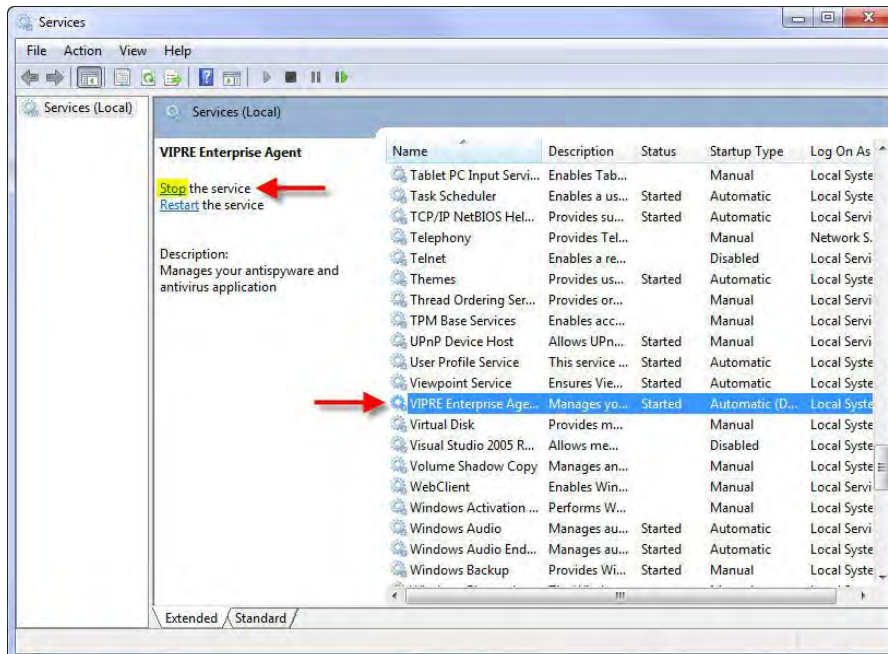 Services
File Action View Help
Services (Local)
Services (Local)
VIPRE Enterprise Agent
Stop the service
Restart the service
Description:
Manages your antispyware and
antivirus application
Name Description Status Startup Type Log On As
Tablet PC Input Servi... Enables Tab... Manual Local Syste
Task Scheduler Enables a us... Started Automatic Local Syste
TCP/IP NetBIOS Hel... Provides su... Started Automatic Local Servi
Telephony Provides Tel... Manual Network S.
Telnet Enables a re... Disabled Local Servi
Themes Provides us... Started Automatic Local Syste
Thread Ordering Ser... Provides or... Manual Local Servi
TPM Base Services Enables acc... Manual Local Servi
UPnP Device Host Allows UPn... Started Manual Local Servi
User Profile Service This service ... Started Automatic Local Syste
Viewpoint Service Ensures Vie... Started Automatic Local Syste
VIPRE Enterprise Age... Manages yo... Started Automatic (D... Local Syste
Virtual Disk Provides m... Manual Local Syste
Visual Studio 2005 R... Allows me... Disabled Local Syste
Volume Shadow Copy Manages an... Manual Local Syste
WebClient Enables Win... Manual Local Servi
Windows Activation ... Performs W... Manual Local Syste
Windows Audio Manages au... Started Automatic Local Servi
Windows Audio End... Manages au... Started Automatic Local Syste
Windows Backup Provides Wi... Started Manual Local Syste
Extended Standard